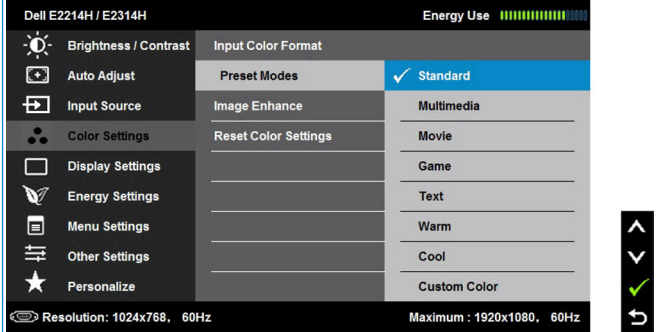 Dell E2214H / E2314H Energy Use
Brightness / Contrast Input Color Format
Auto Adjust Preset Modes Standard
Input Source Image Enhance Multimedia
Color Settings Reset Color Settings Movie
Display Settings Game
Energy Settings Text
Menu Settings Warm
Other Settings Cool
Personalize Custom Color
Resolution: 1024x768, 60Hz Maximum : 1920x1080, 60Hz